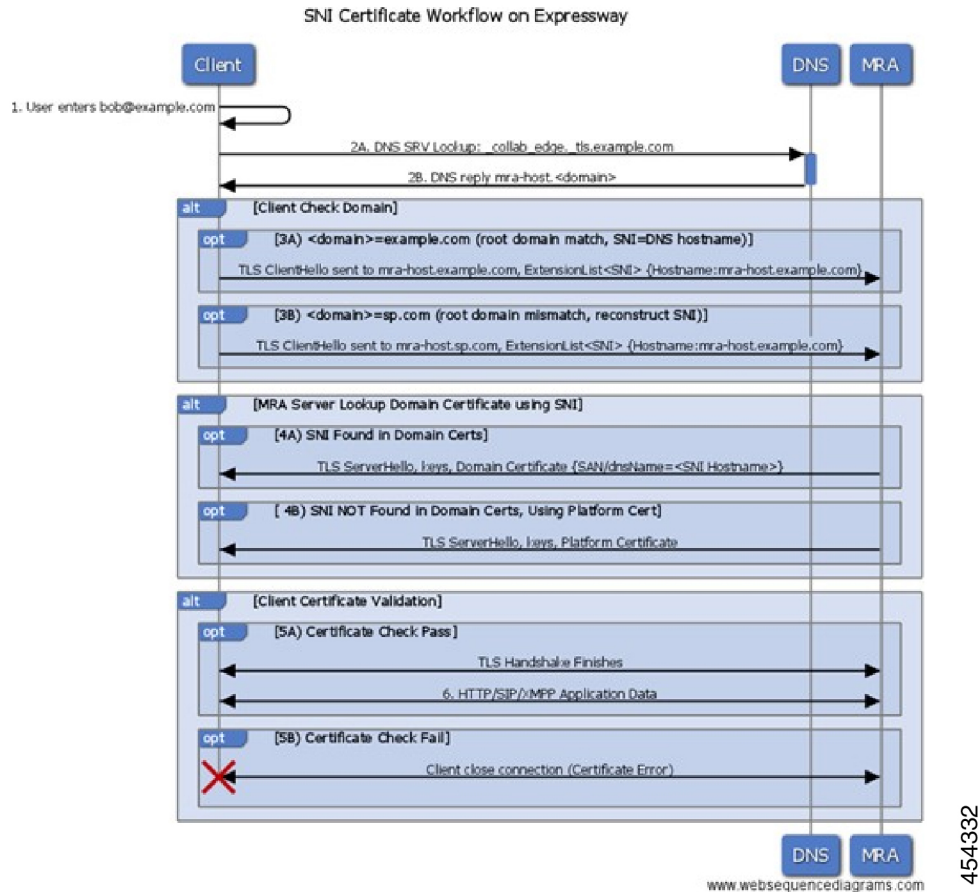 SNI Certificate Workflow on Expressway
Client
DNS
MRA
1. User enters bob@example.com
2A. DNS SRV Lookup: _collab_edge._tls.example.com
2B. DNS reply mra-host.<domain>
alt [Client Check Domain]
opt [3A) <domain>=example.com (root domain match, SNI=DNS hostname)]
TLS ClientHello sent to mra-host.example.com, ExtensionList<SNI> {Hostname:mra-host.example.com}
opt [3B) <domain>=sp.com (root domain mismatch, reconstruct SNI)]
TLS ClientHello sent to mra-host.sp.com, ExtensionList<SNI> {Hostname:mra-host.example.com}
alt [MRA Server Lookup Domain Certificate using SNI]
opt [4A) SNI Found in Domain Certs]
TLS ServerHello, keys, Domain Certificate {SAN/dnsName=<SNI Hostname>}
opt [ 4B) SNI NOT Found in Domain Certs, Using Platform Cert]
TLS ServerHello, keys, Platform Certificate
alt [Client Certificate Validation]
opt [5A) Certificate Check Pass]
TLS Handshake Finishes
6. HTTP/SIP/XMPP Application Data
opt [5B) Certificate Check Fail]
Client close connection (Certificate Error)
DNS
MRA
www.websequencediagrams.com
454332